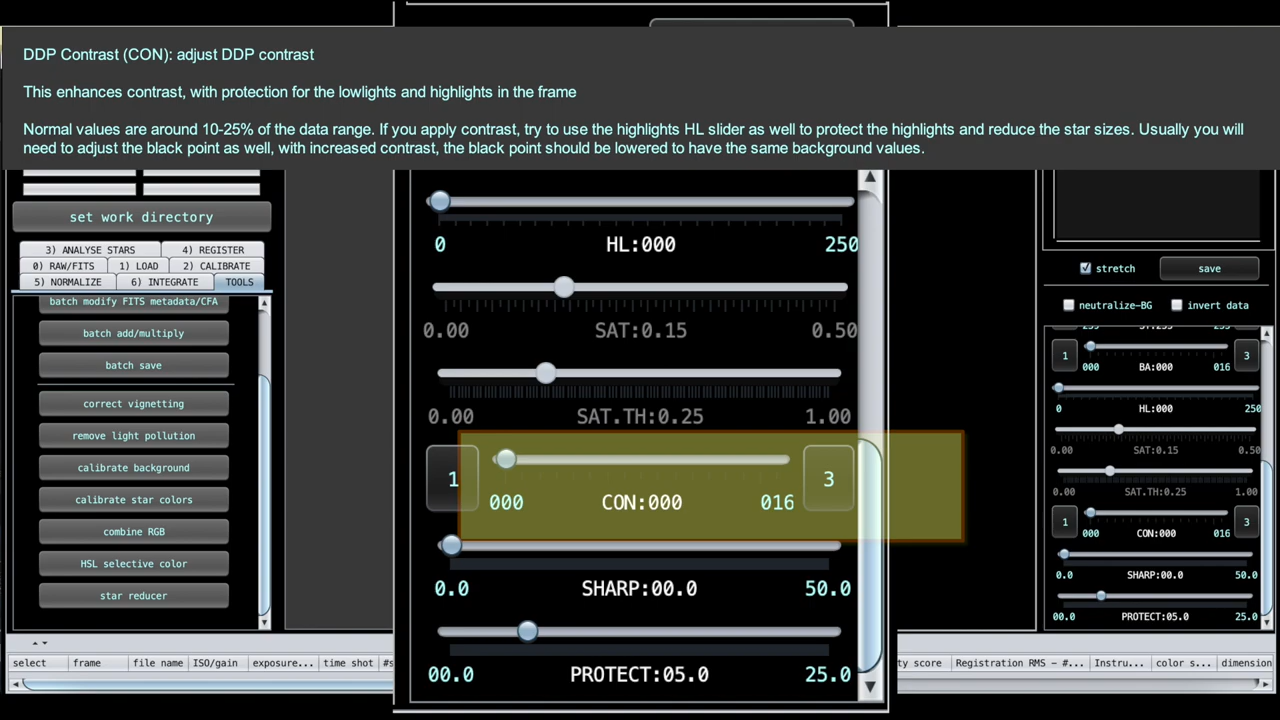 DDP Contrast (CON): adjust DDP contrast
This enhances contrast, with protection for the lowlights and highlights in the frame
Normal values are around 10-25% of the data range. If you apply contrast, try to use the highlights HL slider as well to protect the highlights and reduce the star sizes. Usually you will
need to adjust the black point as well, with increased contrast, the black point should be lowered to have the same background values.
set work directory
3) ANALYSE STARS 4) REGISTER
0) RAW/FITS 1) LOAD 2) CALIBRATE
5) NORMALIZE 6) INTEGRATE TOOLS
batch modify FITS metadata/CFA
batch add/multiply
batch save
correct vignetting
remove light pollution
calibrate background
calibrate star colors
combine RGB
HSL selective color
star reducer
0 HL:000 250
0.00 SAT:0.15 0.50
0.00 SAT.TH:0.25 1.00
1 3
000 CON:000 016
0.0 SHARP:00.0 50.0
00.0 PROTECT:05.0 25.0
stretch save
neutralize-BG invert data
1 3
000 BA:000 016
0 HL:000 250
0.00 SAT:0.15 0.50
0.00 SAT.TH:0.25 1.00
1 3
000 CON:000 016
0.0 SHARP:00.0 50.0
00.0 PROTECT:05.0 25.0
select frame file name ISO/gain exposure... time shot #s
ty score Registration RMS - #... Instru... color s... dimension